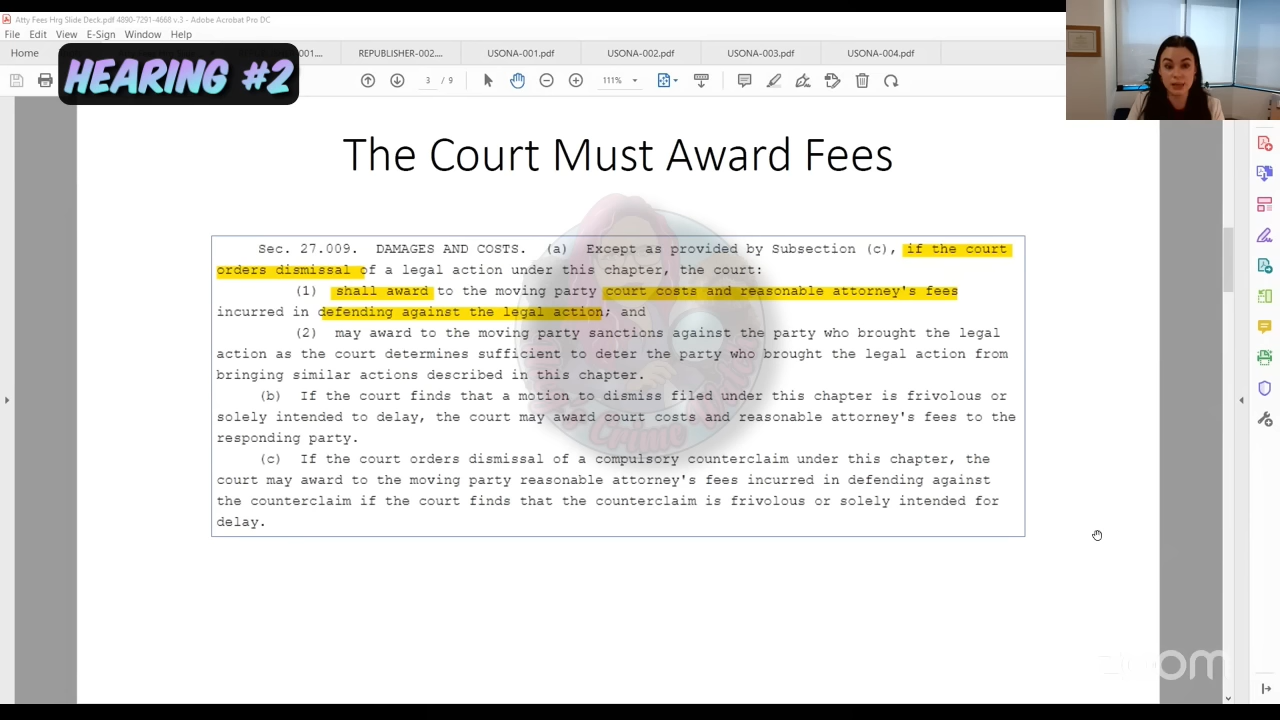 Atty Fees Hrg Slide Deck.pdf 4890-7291-4668 v.3 - Adobe Acrobat Pro DC
File Edit View E-Sign Window Help
Home 001.... REPUBLISHER-002.... USONA-001.pdf USONA-002.pdf USONA-003.pdf USONA-004.pdf
HEARING #2
3 / 9 111%
The Court Must Award Fees
Sec. 27.009. DAMAGES AND COSTS. (a) Except as provided by Subsection (c), if the court
orders dismissal of a legal action under this chapter, the court:
(1) shall award to the moving party court costs and reasonable attorney's fees
incurred in defending against the legal action; and
(2) may award to the moving party sanctions against the party who brought the legal
action as the court determines sufficient to deter the party who brought the legal action from
bringing similar actions described in this chapter.
(b) If the court finds that a motion to dismiss filed under this chapter is frivolous or
solely intended to delay, the court may award court costs and reasonable attorney's fees to the
responding party.
(c) If the court orders dismissal of a compulsory counterclaim under this chapter, the
court may award to the moving party reasonable attorney's fees incurred in defending against
the counterclaim if the court finds that the counterclaim is frivolous or solely intended for
delay.
Crime
zoom